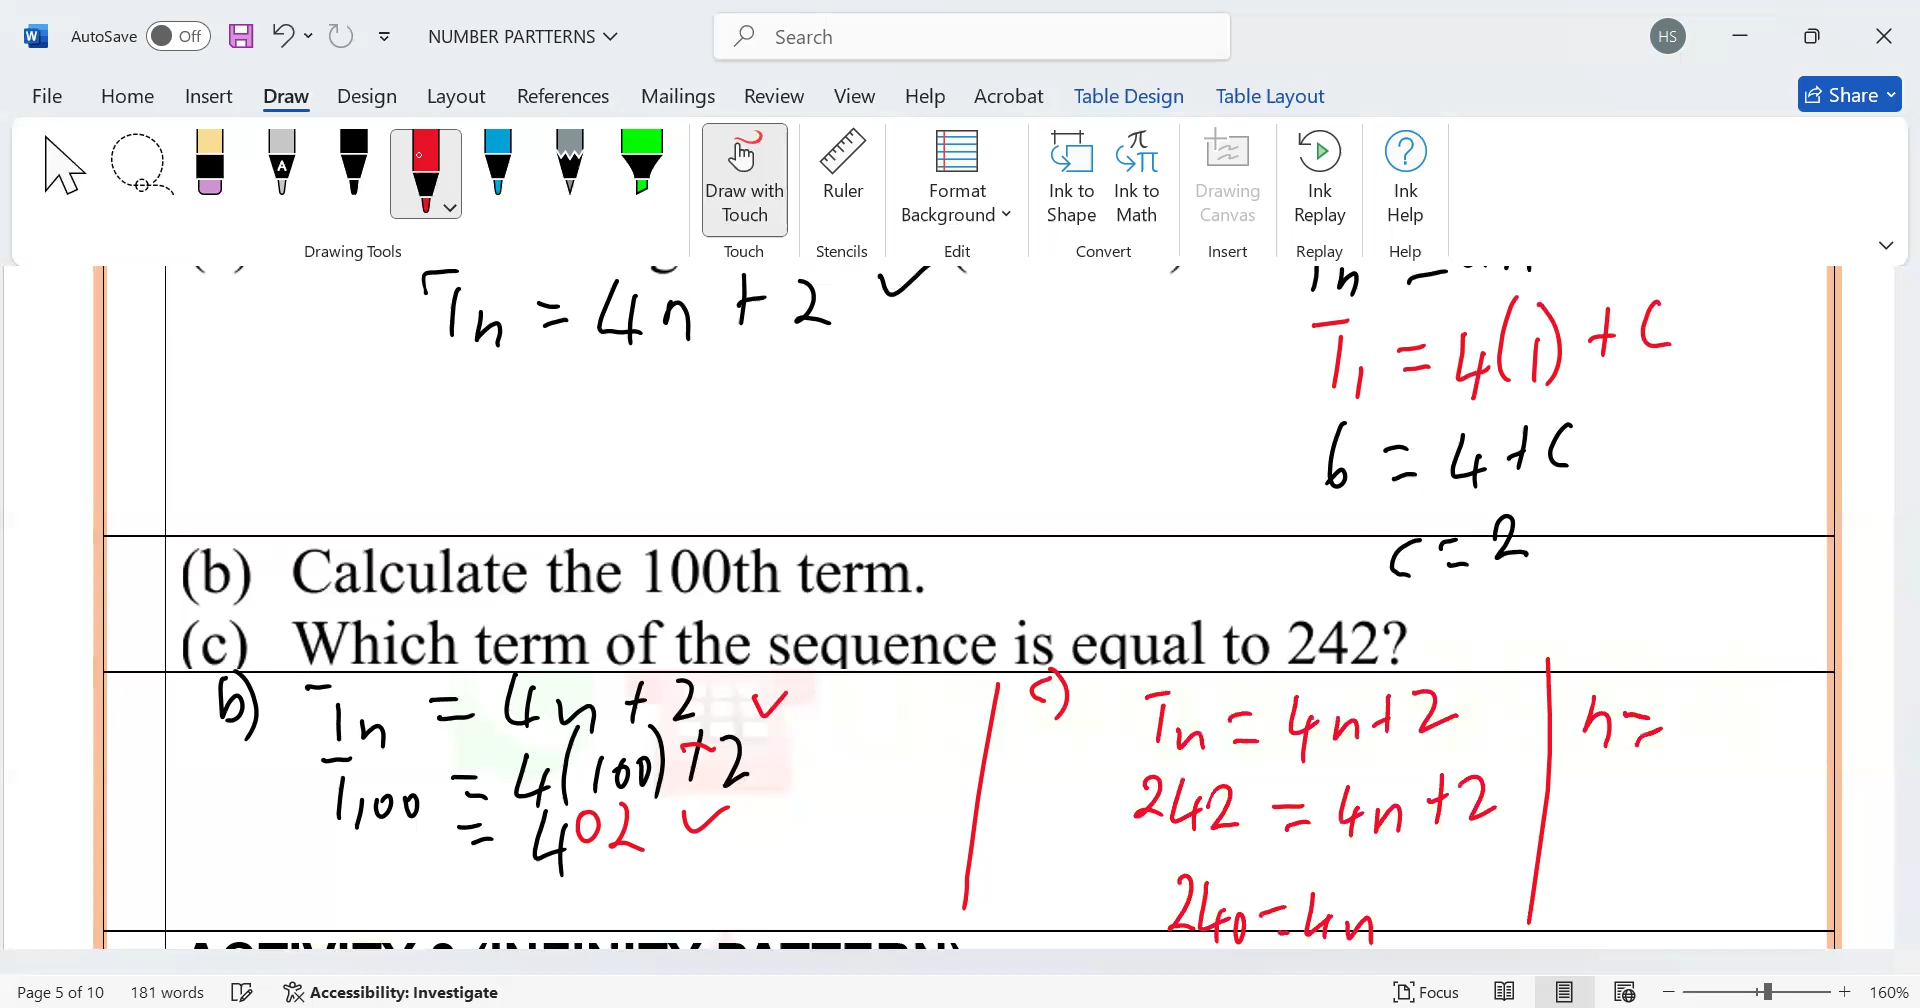 AutoSave Off NUMBER PARTTERNS Search HS
File Home Insert Draw Design Layout References Mailings Review View Help Acrobat Table Design Table Layout Share
Draw with Touch
Ruler
Format Background
Ink to Shape
Ink to Math
Drawing Canvas
Ink Replay
Ink Help
Drawing Tools Touch Stencils Edit Convert Insert Replay Help
Tn = 4n + 2 ✓
Tn =
T1 = 4(1) + C
6 = 4 + C
C = 2
(b) Calculate the 100th term.
(c) Which term of the sequence is equal to 242?
b) Tn = 4n + 2 ✓
T100 = 4(100) + 2
= 402 ✓
c) Tn = 4n + 2
242 = 4n + 2
240 = 4n
n =
(INFINITY PATTERN)
Page 5 of 10 181 words Accessibility: Investigate Focus 160%